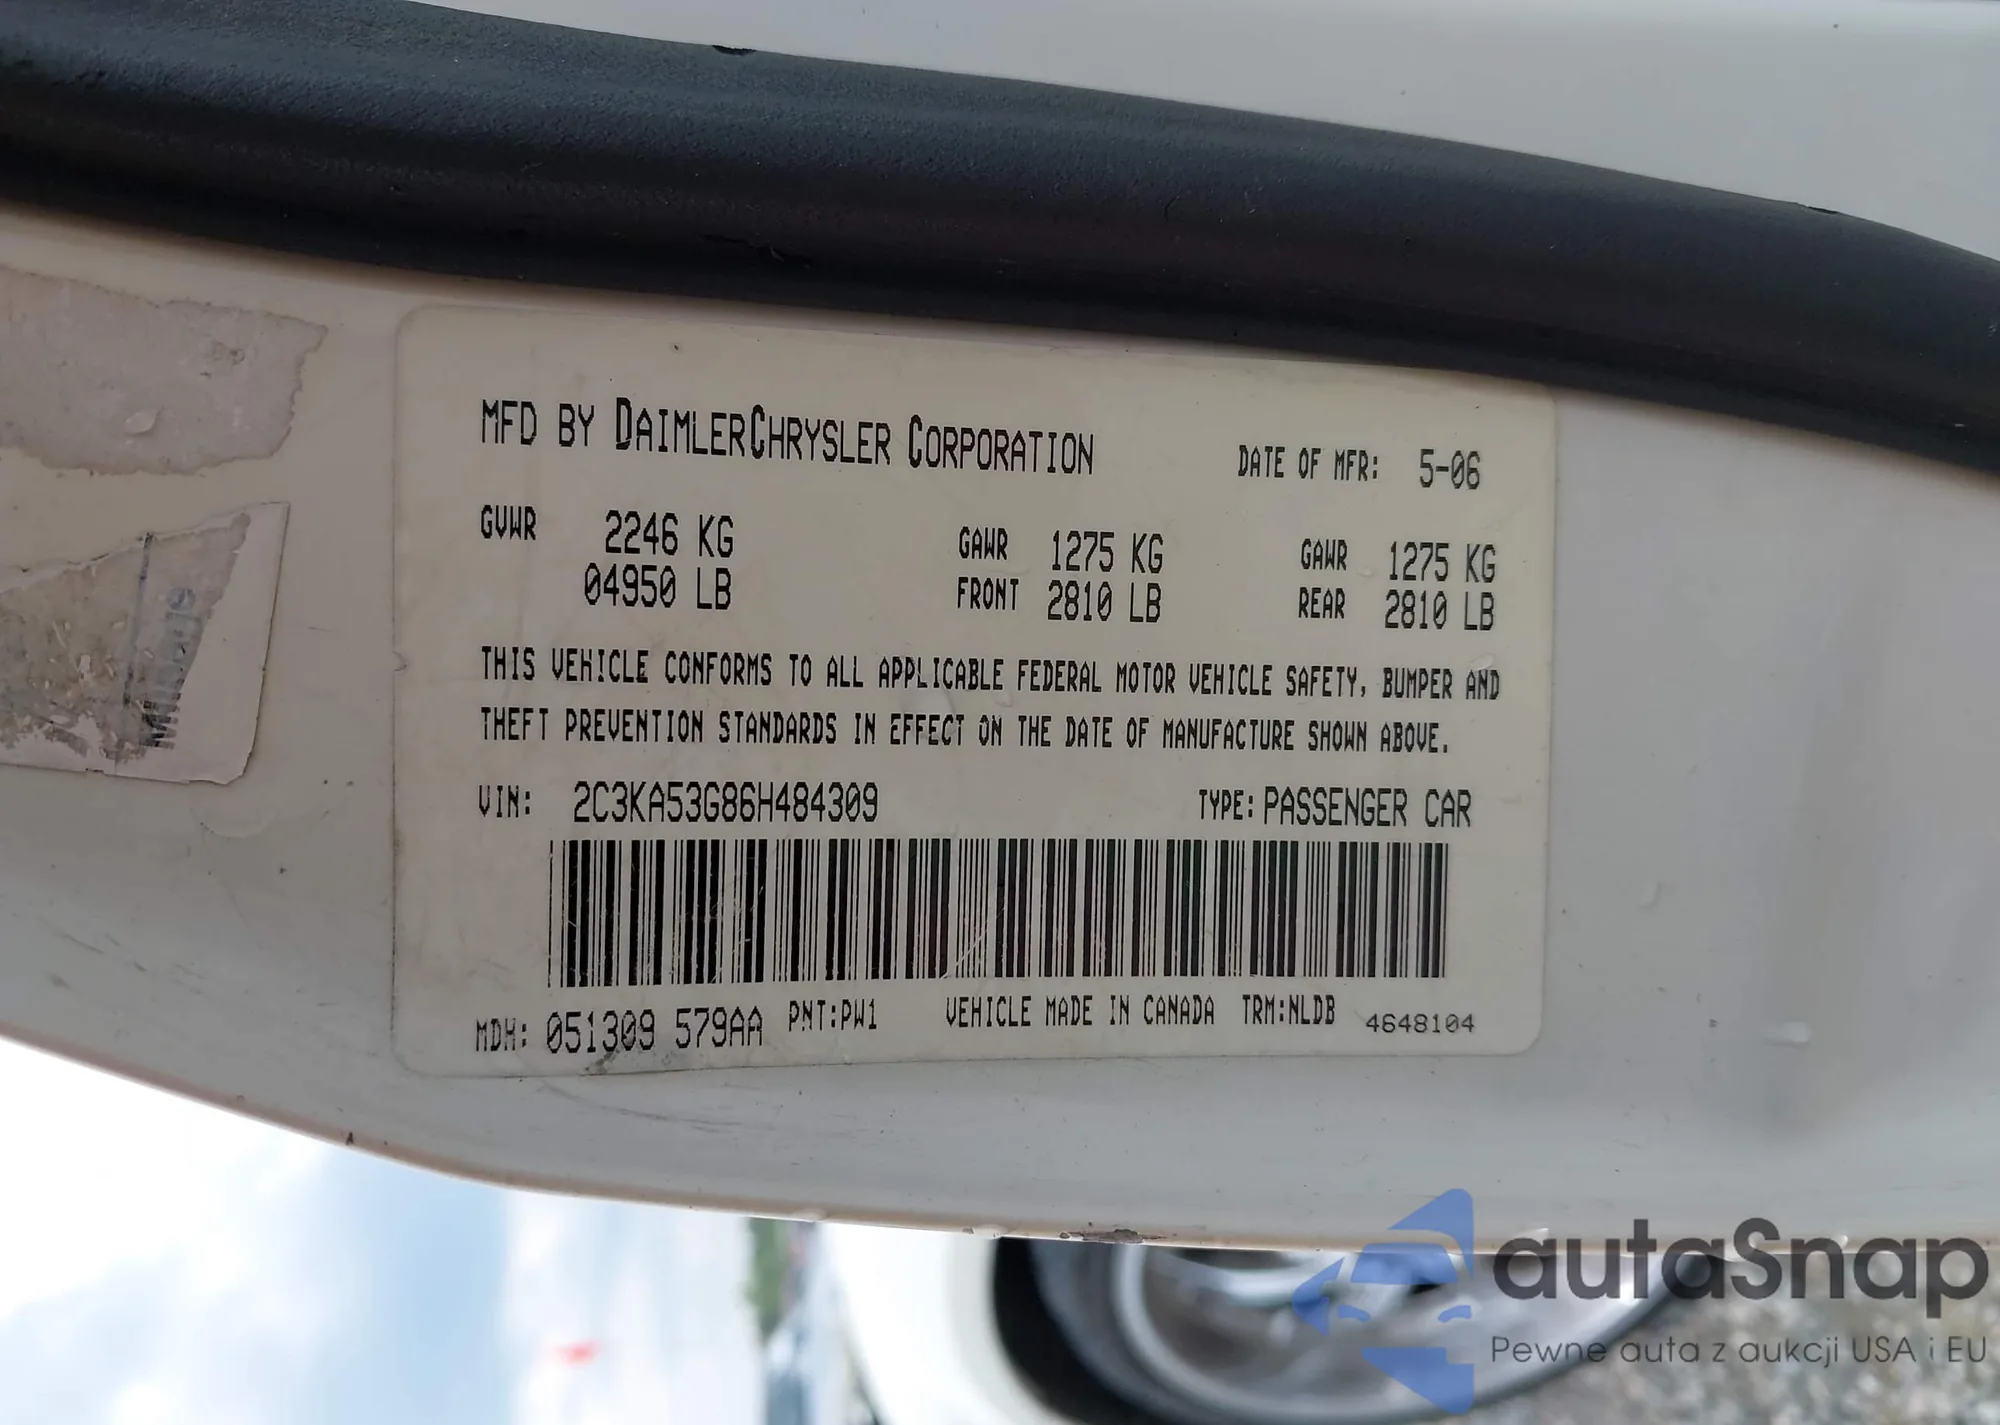 MFD BY DAIMLERCHRYSLER CORPORATION DATE OF MFR: 5-06
GVWR 2246 KG GAWR 1275 KG GAWR 1275 KG
04950 LB FRONT 2810 LB REAR 2810 LB
THIS VEHICLE CONFORMS TO ALL APPLICABLE FEDERAL MOTOR VEHICLE SAFETY, BUMPER AND
THEFT PREVENTION STANDARDS IN EFFECT ON THE DATE OF MANUFACTURE SHOWN ABOVE.
VIN: 2C3KA53G86H484309 TYPE: PASSENGER CAR
MDH: 051309 579AA PNT:PW1 VEHICLE MADE IN CANADA TRM:NLDB 4648104
Mileage
autaSnap
Pewne auta z aukcji USA i EU